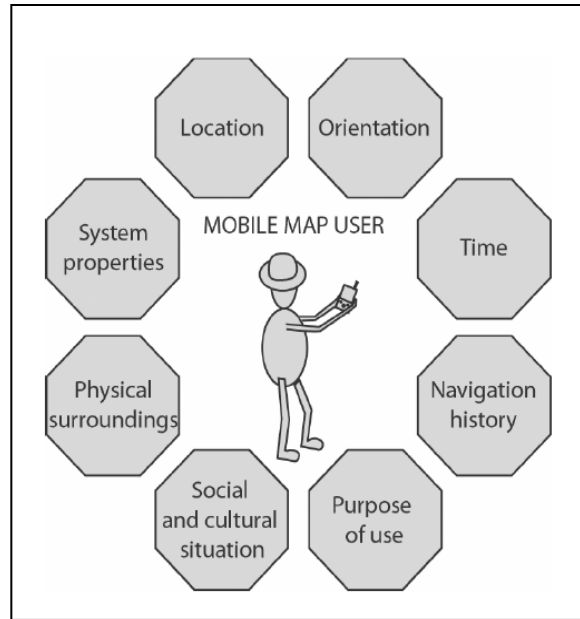 Location
Orientation
System
properties
MOBILE MAP USER
Time
Physical
surroundings
Navigation
history
Social
and cultural
situation
Purpose
of use